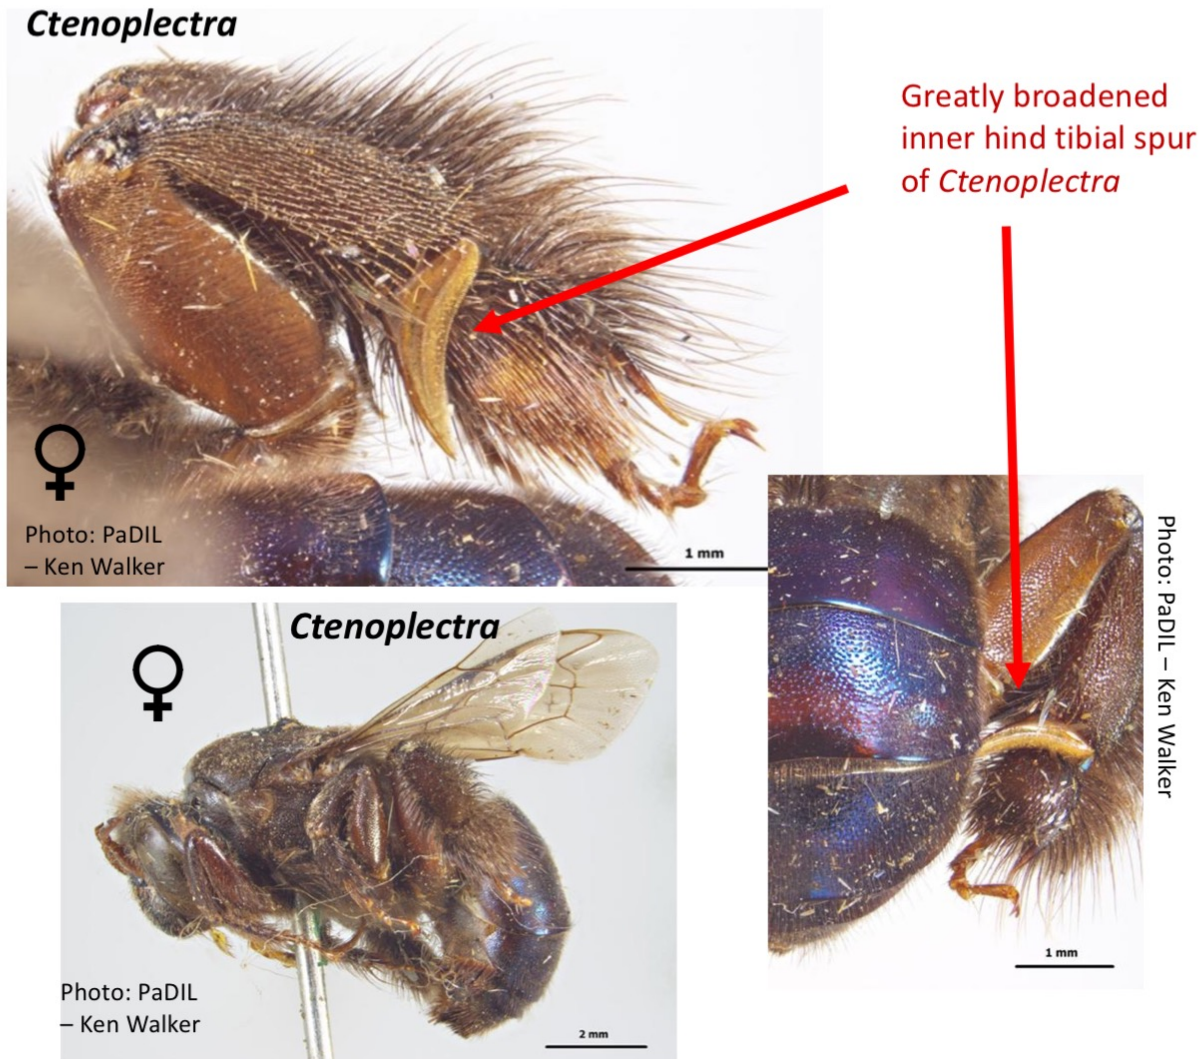 Ctenoplectra
Greatly broadened
inner hind tibial spur
of Ctenoplectra
Photo: PaDIL
– Ken Walker
1 mm
Photo: PaDIL – Ken Walker
1 mm
Ctenoplectra
Photo: PaDIL
– Ken Walker
2 mm